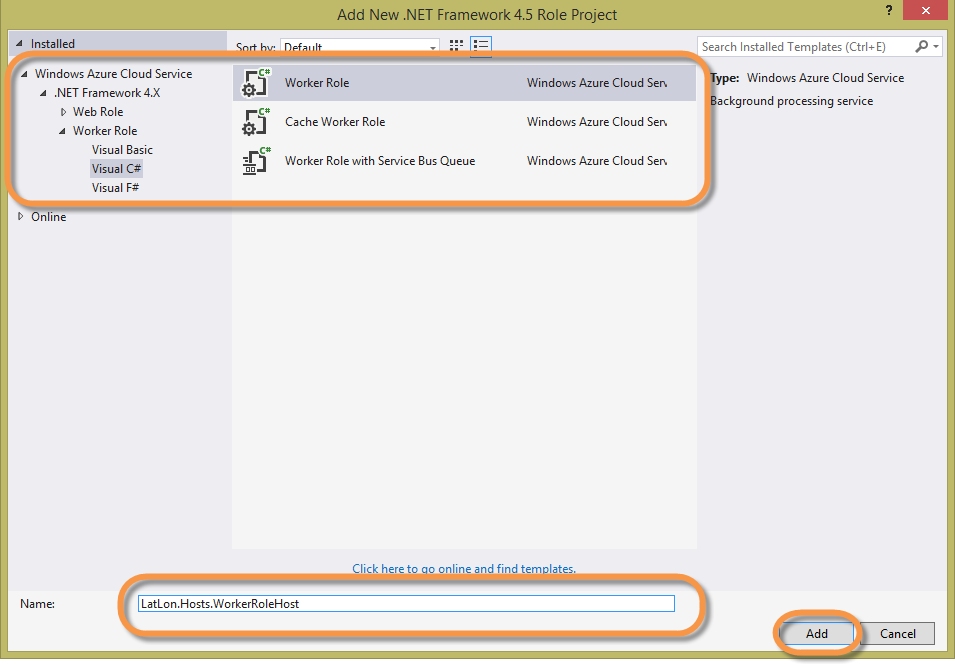 Add New .NET Framework 4.5 Role Project
?
Installed
Sort by: Default
Search Installed Templates (Ctrl+E)
Windows Azure Cloud Service
.NET Framework 4.X
Web Role
Worker Role
Visual Basic
Visual C#
Visual F#
Online
C# Worker Role Windows Azure Cloud Serv
C# Cache Worker Role Windows Azure Cloud Serv
C# Worker Role with Service Bus Queue Windows Azure Cloud Serv
Type: Windows Azure Cloud Service
Background processing service
Click here to go online and find templates.
Name: LatLon.Hosts.WorkerRoleHost
Add Cancel